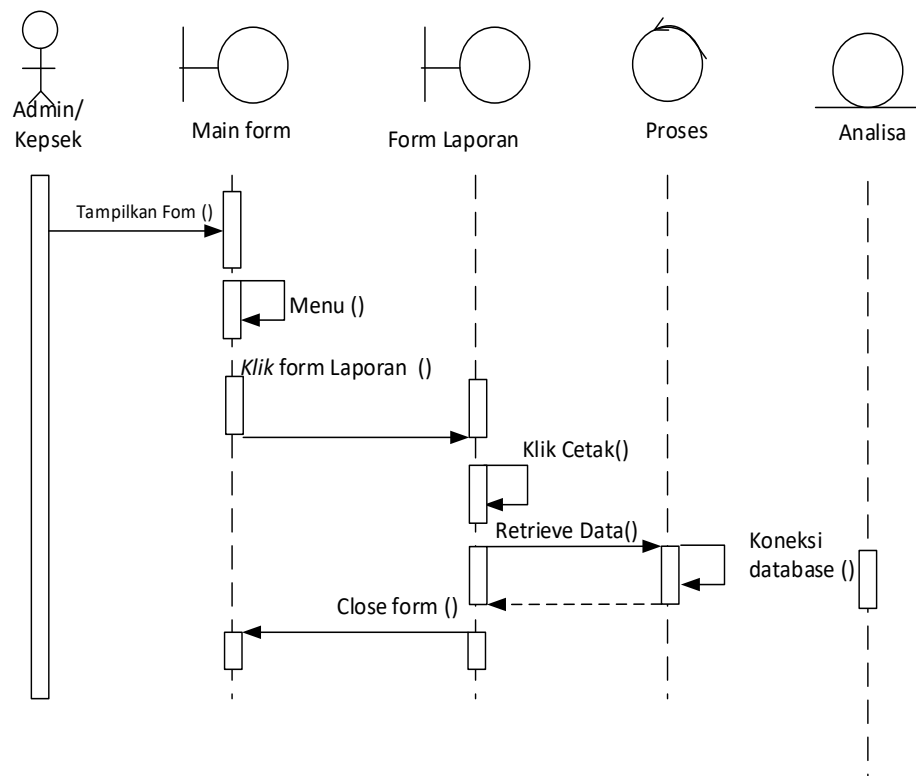 Admin/
Kepsek
Main form
Form Laporan
Proses
Analisa
Tampilkan Fom ()
Menu ()
Klik form Laporan ()
Klik Cetak()
Retrieve Data()
Koneksi
database ()
Close form ()